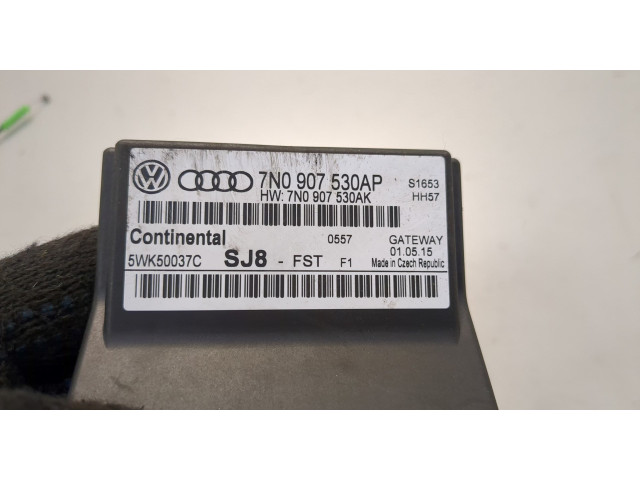 7N0 907 530AP S1653
HW: 7N0 907 530AK HH57
Continental 0557 GATEWAY
01.05.15
5WK50037C SJ8 - FST F1 Made in Czech Republic